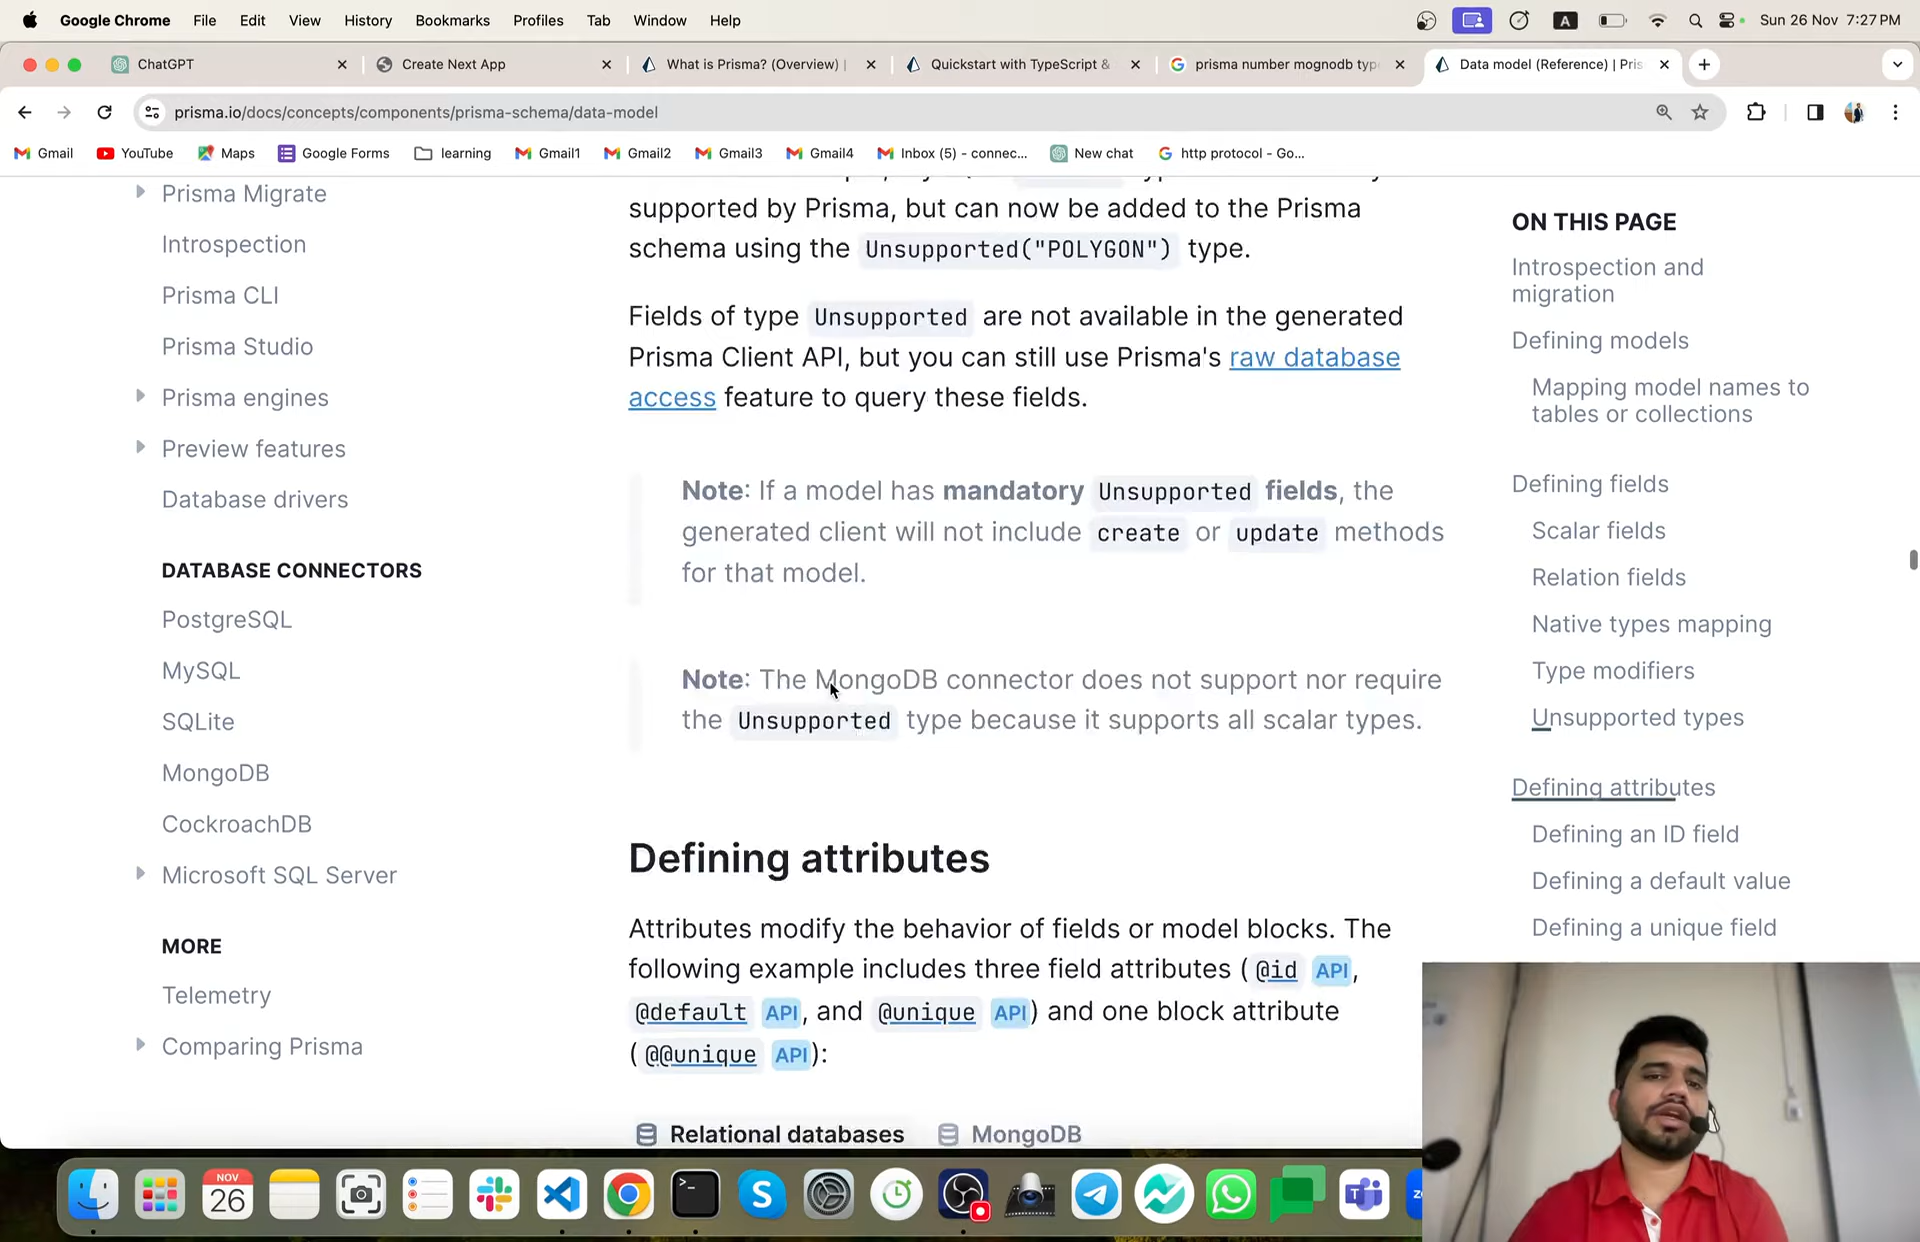 Google Chrome File Edit View History Bookmarks Profiles Tab Window Help A Sun 26 Nov 7:27 PM
ChatGPT Create Next App What is Prisma? (Overview) | Quickstart with TypeScript & prisma number mognodb typ Data model (Reference) | Pris
prisma.io/docs/concepts/components/prisma-schema/data-model
Gmail YouTube Maps Google Forms learning Gmail1 Gmail2 Gmail3 Gmail4 Inbox (5) - connec... New chat http protocol - Go...
Prisma Migrate
Introspection
Prisma CLI
Prisma Studio
Prisma engines
Preview features
Database drivers
DATABASE CONNECTORS
PostgreSQL
MySQL
SQLite
MongoDB
CockroachDB
Microsoft SQL Server
MORE
Telemetry
Comparing Prisma
supported by Prisma, but can now be added to the Prisma
schema using the Unsupported("POLYGON") type.
Fields of type Unsupported are not available in the generated
Prisma Client API, but you can still use Prisma's raw database
access feature to query these fields.
Note: If a model has mandatory Unsupported fields, the
generated client will not include create or update methods
for that model.
Note: The MongoDB connector does not support nor require
the Unsupported type because it supports all scalar types.
Defining attributes
Attributes modify the behavior of fields or model blocks. The
following example includes three field attributes ( @id API,
@default API, and @unique API) and one block attribute
( @@unique API):
Relational databases MongoDB
ON THIS PAGE
Introspection and
migration
Defining models
Mapping model names to
tables or collections
Defining fields
Scalar fields
Relation fields
Native types mapping
Type modifiers
Unsupported types
Defining attributes
Defining an ID field
Defining a default value
Defining a unique field
NOV
26